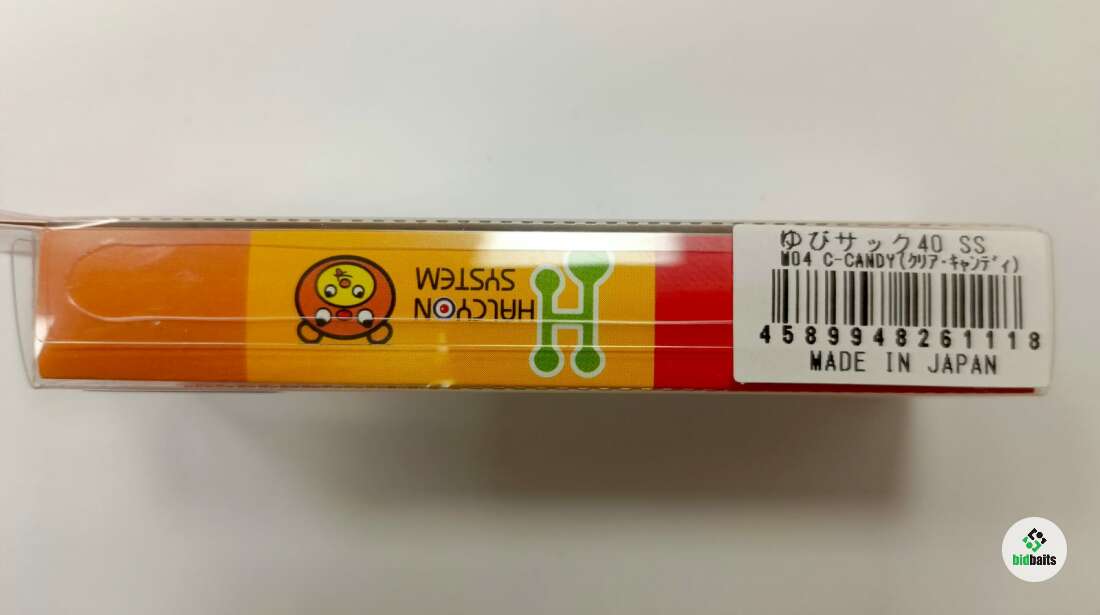 HALCYON
SYSTEM
ゆびサック40 SS
M04 C-CANDY(クリア・キャンディ)
4589948261118
MADE IN JAPAN
bidbaits